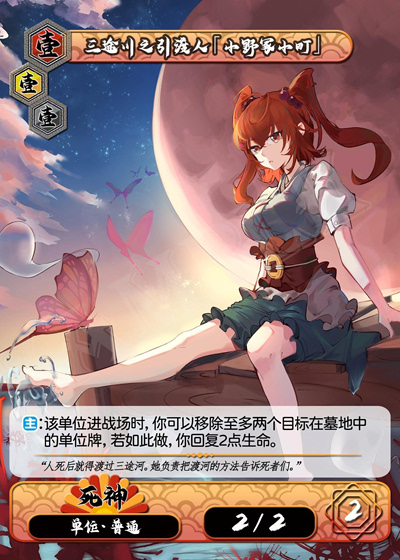 壹
三途川之引渡人「小野冢小町」
壹
壹
主:该单位进战场时,你可以移除至多两个目标在墓地中
的单位牌,若如此做,你回复2点生命。
“人死后就得渡过三途河。她负责把渡河的方法告诉死者们。”
死神
单位·普通
2/2
2